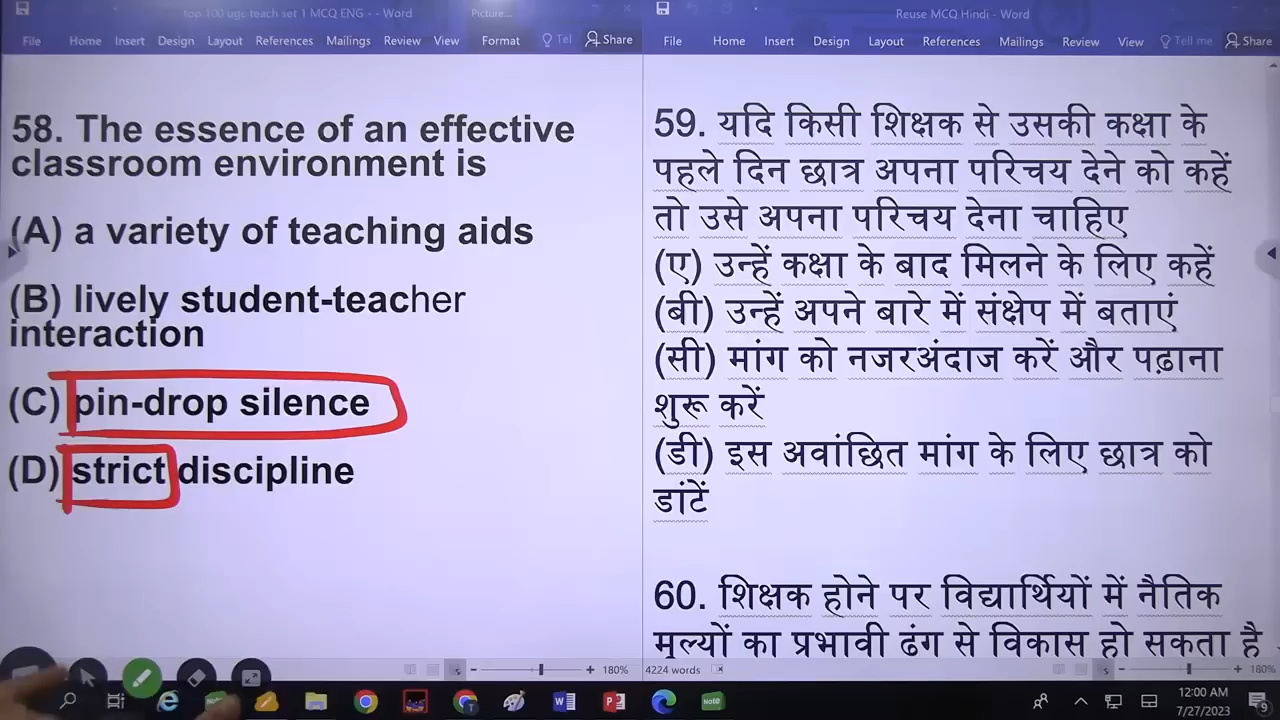 top 100 ugc teach set 1 MCQ ENG - - Word
Picture...
File Home Insert Design Layout References Mailings Review View Format Tel Share
58. The essence of an effective
classroom environment is
(A) a variety of teaching aids
(B) lively student-teacher
interaction
(C) pin-drop silence
(D) strict discipline
180%
Reuse MCQ Hindi - Word
File Home Insert Design Layout References Mailings Review View Tell me Share
59. यदि किसी शिक्षक से उसकी कक्षा के
पहले दिन छात्र अपना परिचय देने को कहें
तो उसे अपना परिचय देना चाहिए
(ए) उन्हें कक्षा के बाद मिलने के लिए कहें
(बी) उन्हें अपने बारे में संक्षेप में बताएं
(सी) मांग को नजरअंदाज करें और पढ़ाना
शुरू करें
(डी) इस अवांछित मांग के लिए छात्र को
डांटें
60. शिक्षक होने पर विद्यार्थियों में नैतिक
मूल्यों का प्रभावी ढंग से विकास हो सकता है
4224 words
180%
Note
Note
12:00 AM
7/27/2023